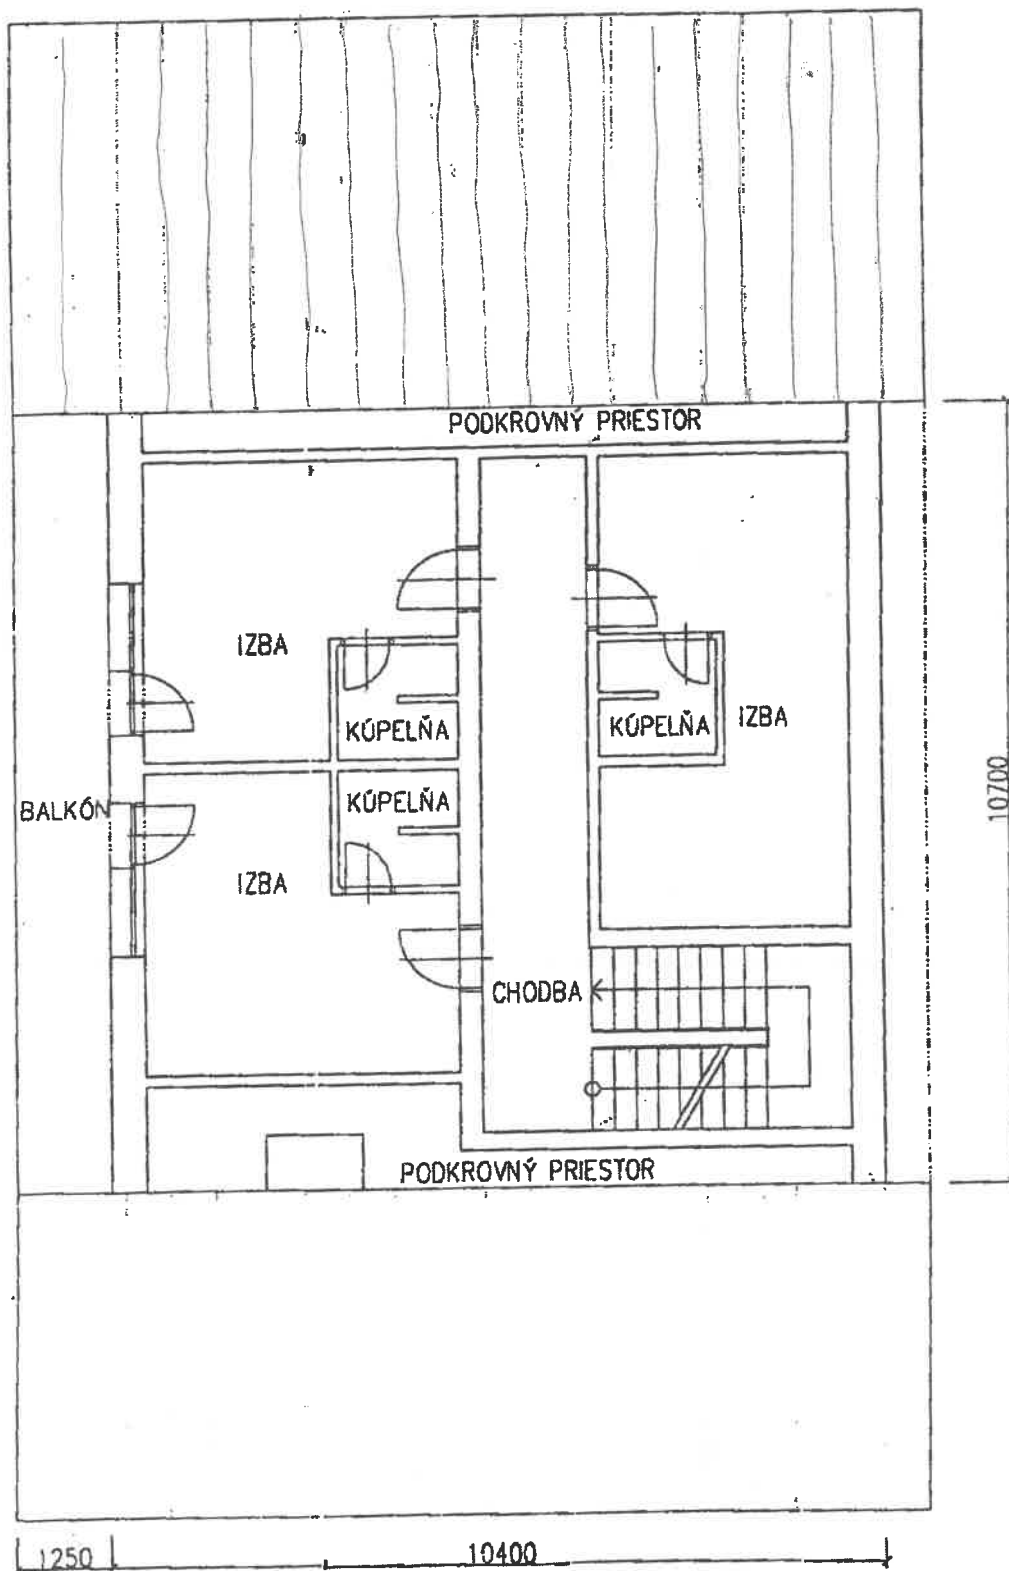 PODKROVNÝ PRIESTOR
IZBA
KÚPELŇA
KÚPELŇA
IZBA
BALKÓN
KÚPELŇA
IZBA
10700
CHODBA
PODKROVNÝ PRIESTOR
1250
10400